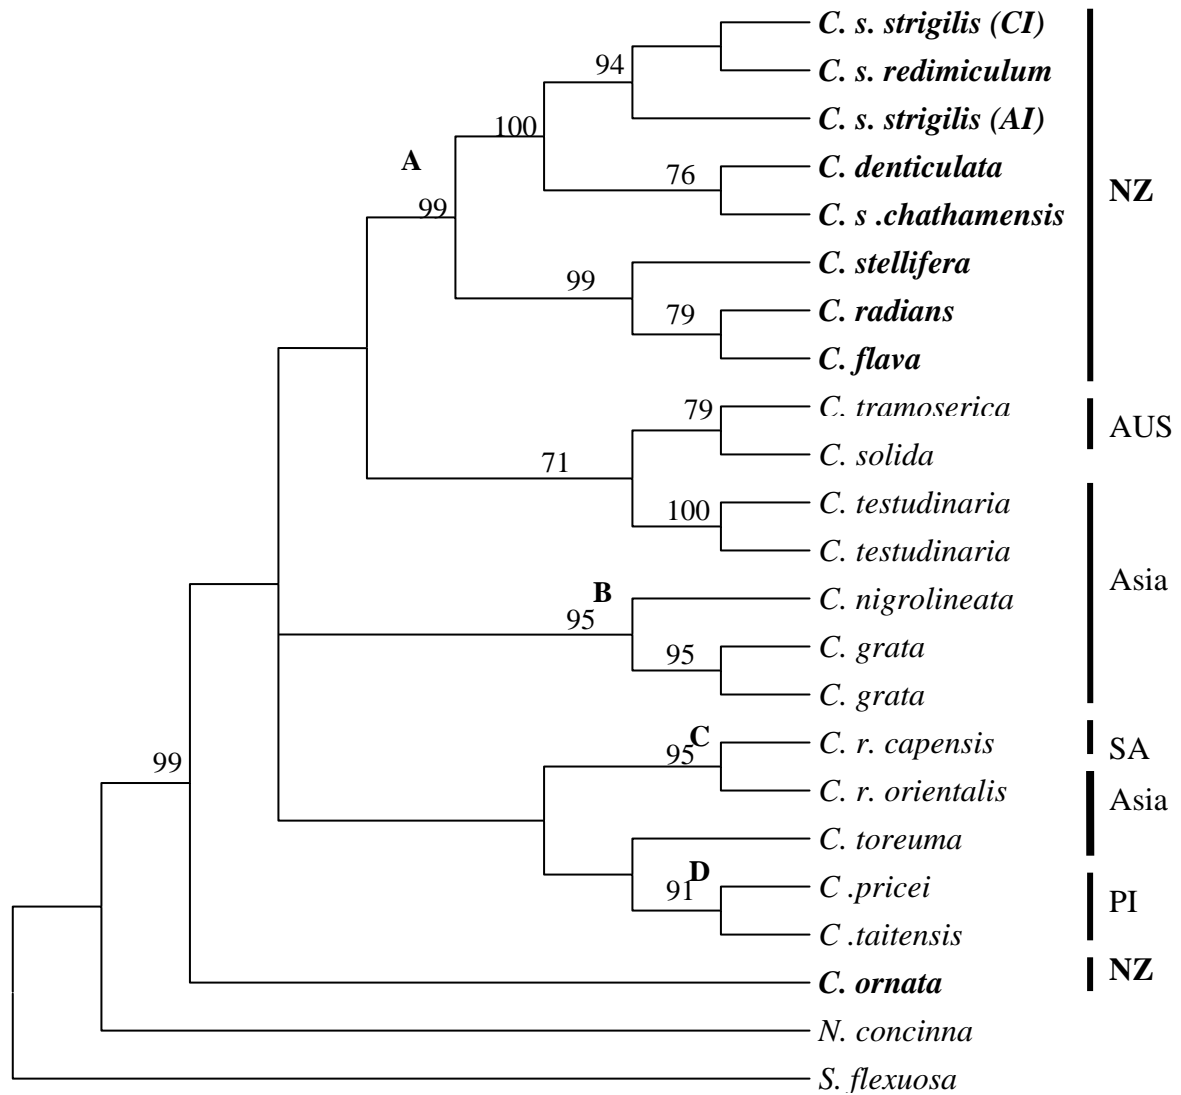 C. s. strigilis (CI)
94
C. s. redimiculum
C. s. strigilis (AI)
100
A
C. denticulata
76
NZ
99
C. s .chathamensis
C. stellifera
99
79
C. radians
C. flava
79
C. tramoserica
AUS
71
C. solida
100
C. testudinaria
C. testudinaria
Asia
B
C. nigrolineata
95
95
C. grata
C. grata
C
95
C. r. capensis
SA
99
C. r. orientalis
Asia
C. toreuma
D
91
C .pricei
PI
C .taitensis
C. ornata
NZ
N. concinna
S. flexuosa